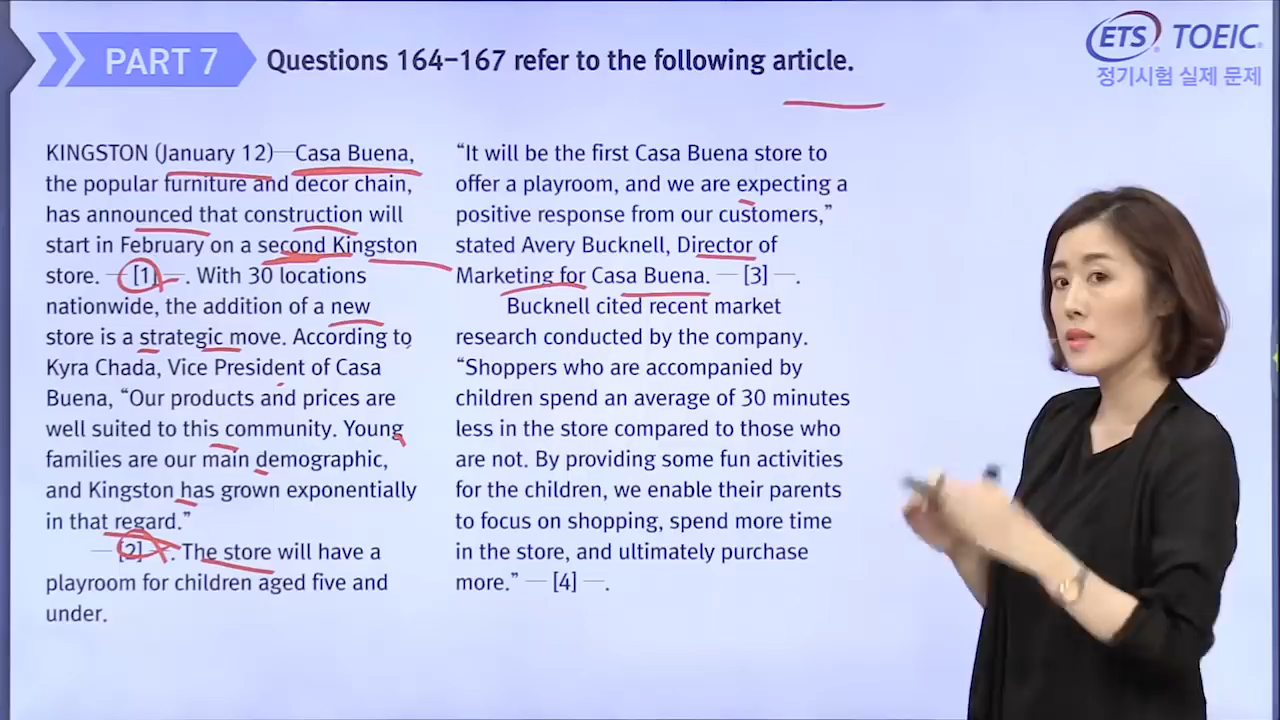 PART 7
Questions 164–167 refer to the following article.
ETS TOEIC
정기시험 실제 문제
KINGSTON (January 12)—Casa Buena,
the popular furniture and decor chain,
has announced that construction will
start in February on a second Kingston
store. — [1] — . With 30 locations
nationwide, the addition of a new
store is a strategic move. According to
Kyra Chada, Vice President of Casa
Buena, “Our products and prices are
well suited to this community. Young
families are our main demographic,
and Kingston has grown exponentially
in that regard.”
— [2] — . The store will have a
playroom for children aged five and
under.
“It will be the first Casa Buena store to
offer a playroom, and we are expecting a
positive response from our customers,”
stated Avery Bucknell, Director of
Marketing for Casa Buena. — [3] — .
Bucknell cited recent market
research conducted by the company.
“Shoppers who are accompanied by
children spend an average of 30 minutes
less in the store compared to those who
are not. By providing some fun activities
for the children, we enable their parents
to focus on shopping, spend more time
in the store, and ultimately purchase
more.” — [4] — .